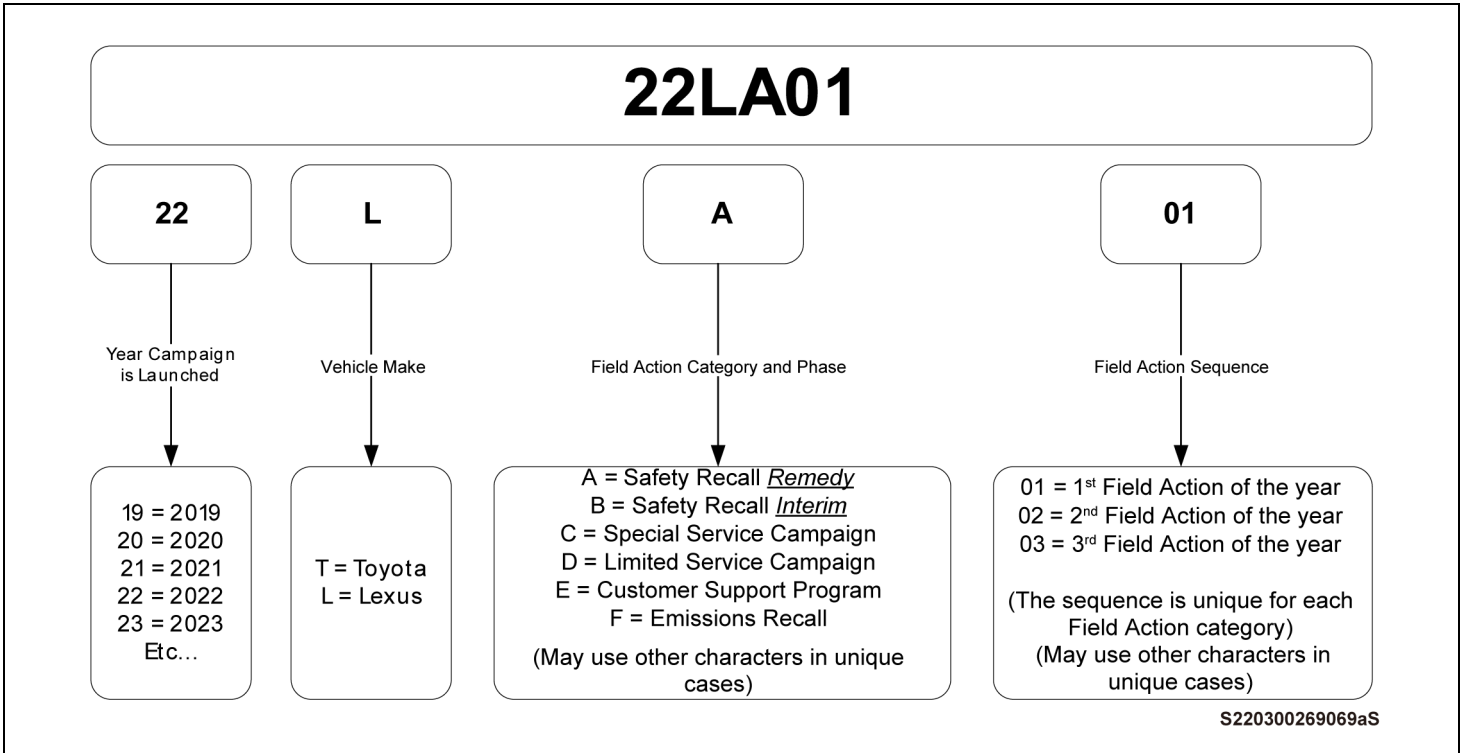 22LA01
22
L
A
01
Year Campaign
is Launched
Vehicle Make
Field Action Category and Phase
Field Action Sequence
19 = 2019
20 = 2020
21 = 2021
22 = 2022
23 = 2023
Etc...
T = Toyota
L = Lexus
A = Safety Recall Remedy
B = Safety Recall Interim
C = Special Service Campaign
D = Limited Service Campaign
E = Customer Support Program
F = Emissions Recall
(May use other characters in unique
cases)
01 = 1st Field Action of the year
02 = 2nd Field Action of the year
03 = 3rd Field Action of the year
(The sequence is unique for each
Field Action category)
(May use other characters in
unique cases)
S220300269069aS